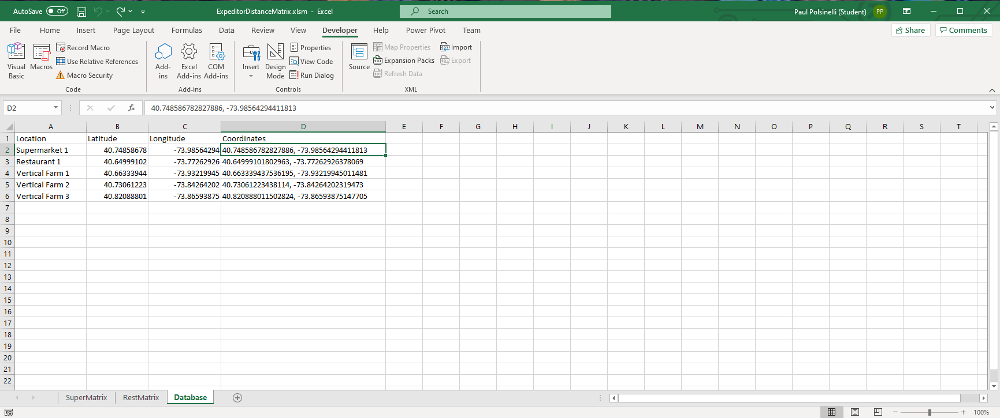 AutoSave Off ExpeditorDistanceMatrix.xlsm - Excel Search Paul Polsinelli (Student) PP
File Home Insert Page Layout Formulas Data Review View Developer Help Power Pivot Team Share Comments
Visual Basic
Macros
Record Macro
Use Relative References
Macro Security
Code
Add-ins
Excel Add-ins
COM Add-ins
Add-ins
Insert
Design Mode
Properties
View Code
Run Dialog
Controls
Source
Map Properties
Expansion Packs
Refresh Data
Import
Export
XML
D2 fx 40.748586782827886, -73.98564294411813
A B C D E F G H I J K L M N O P Q R S T
1 Location Latitude Longitude Coordinates
2 Supermarket 1 40.74858678 -73.98564294 40.748586782827886, -73.98564294411813
3 Restaurant 1 40.64999102 -73.77262926 40.64999101802963, -73.77262926378069
4 Vertical Farm 1 40.66333944 -73.93219945 40.663339437536195, -73.93219945011481
5 Vertical Farm 2 40.73061223 -73.84264202 40.73061223438114, -73.84264202319473
6 Vertical Farm 3 40.82088801 -73.86593875 40.820888011502824, -73.86593875147705
7
8
9
10
11
12
13
14
15
16
17
18
19
20
21
22
SuperMatrix RestMatrix Database
100%